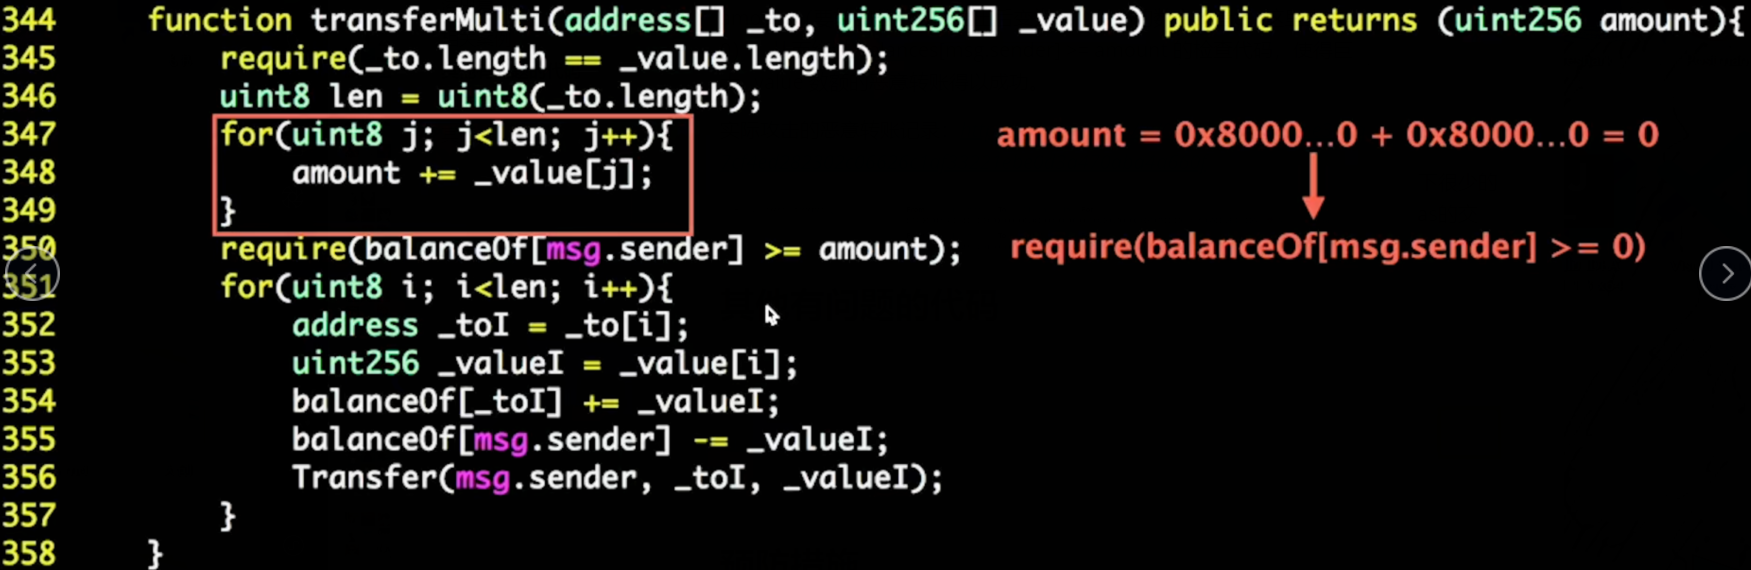 344 function transferMulti(address[] _to, uint256[] _value) public returns (uint256 amount){
345 require(_to.length == _value.length);
346 uint8 len = uint8(_to.length);
347 for(uint8 j; j<len; j++){ amount = 0x8000...0 + 0x8000...0 = 0
348 amount += _value[j];
349 }
350 require(balanceOf[msg.sender] >= amount); require(balanceOf[msg.sender] >= 0)
351 for(uint8 i; i<len; i++){
352 address _toI = _to[i];
353 uint256 _valueI = _value[i];
354 balanceOf[_toI] += _valueI;
355 balanceOf[msg.sender] -= _valueI;
356 Transfer(msg.sender, _toI, _valueI);
357 }
358 }